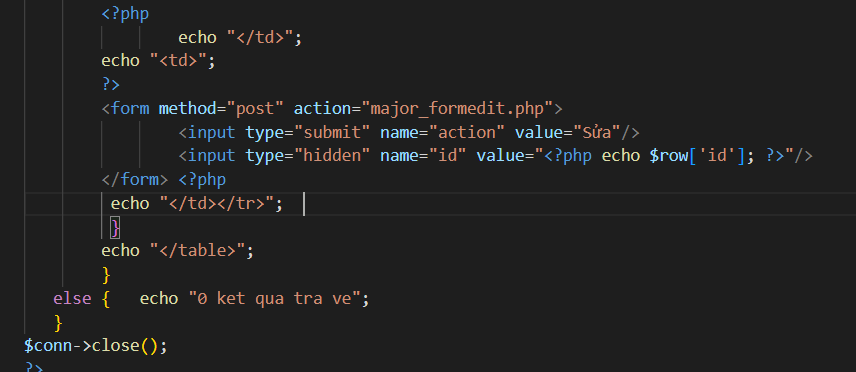 <?php
echo "</td>";
echo "<td>";
?>
<form method="post" action="major_formedit.php">
<input type="submit" name="action" value="Sửa"/>
<input type="hidden" name="id" value="<?php echo $row['id']; ?>"/>
</form> <?php
echo "</td></tr>";
}
echo "</table>";
}
else {   echo "0 ket qua tra ve";
}
$conn->close();
?>